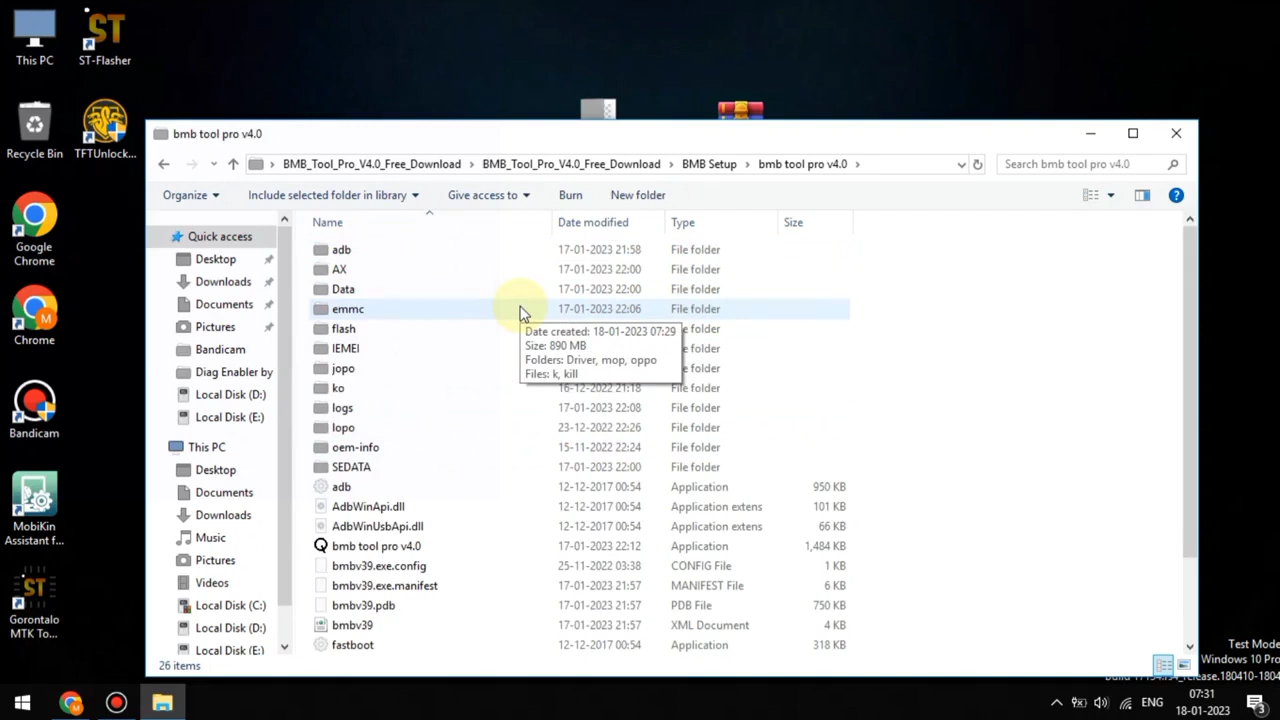 This PC
ST-Flasher
Recycle Bin
TFTUnlock...
Google
Chrome
Chrome
Bandicam
MobiKin
Assistant f...
Gorontalo
MTK To...
bmb tool pro v4.0
BMB_Tool_Pro_V4.0_Free_Download
BMB_Tool_Pro_V4.0_Free_Download
BMB Setup
bmb tool pro v4.0
Search bmb tool pro v4.0
Organize
Include selected folder in library
Give access to
Burn
New folder
Quick access
Desktop
Downloads
Documents
Pictures
Bandicam
Diag Enabler by
Local Disk (D:)
Local Disk (E:)
This PC
Desktop
Documents
Downloads
Music
Pictures
Videos
Local Disk (C:)
Local Disk (D:)
Local Disk (E:)
Name Date modified Type Size
adb 17-01-2023 21:58 File folder
AX 17-01-2023 22:00 File folder
Data 17-01-2023 22:00 File folder
emmc 17-01-2023 22:06 File folder
flash folder
IEMEI folder
jopo folder
ko 16-12-2022 21:18 File folder
logs 17-01-2023 22:08 File folder
lopo 23-12-2022 22:26 File folder
oem-info 15-11-2022 22:24 File folder
SEDATA 17-01-2023 22:00 File folder
adb 12-12-2017 00:54 Application 950 KB
AdbWinApi.dll 12-12-2017 00:54 Application extens 101 KB
AdbWinUsbApi.dll 12-12-2017 00:54 Application extens 66 KB
bmb tool pro v4.0 17-01-2023 22:12 Application 1,484 KB
bmbv39.exe.config 25-11-2022 03:38 CONFIG File 1 KB
bmbv39.exe.manifest 17-01-2023 21:57 MANIFEST File 6 KB
bmbv39.pdb 17-01-2023 21:57 PDB File 750 KB
bmbv39 17-01-2023 21:57 XML Document 4 KB
fastboot 12-12-2017 00:54 Application 318 KB
Date created: 18-01-2023 07:29
Size: 890 MB
Folders: Driver, mop, oppo
Files: k, kill
26 items
Test Mode
Windows 10 Pro
ENG
07:31
18-01-2023
3